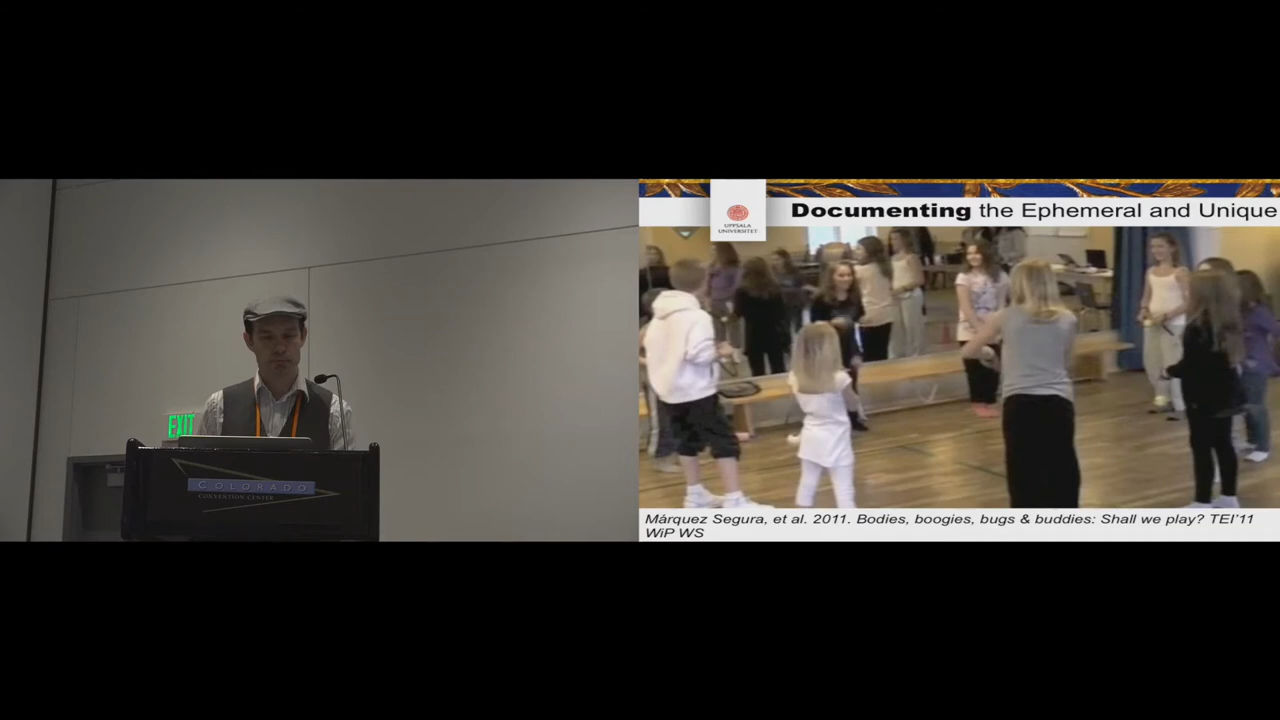 EXIT
COLORADO
CONVENTION CENTER
UPPSALA
UNIVERSITET
Documenting the Ephemeral and Unique
Márquez Segura, et al. 2011. Bodies, boogies, bugs & buddies: Shall we play? TEI'11
WiP WS